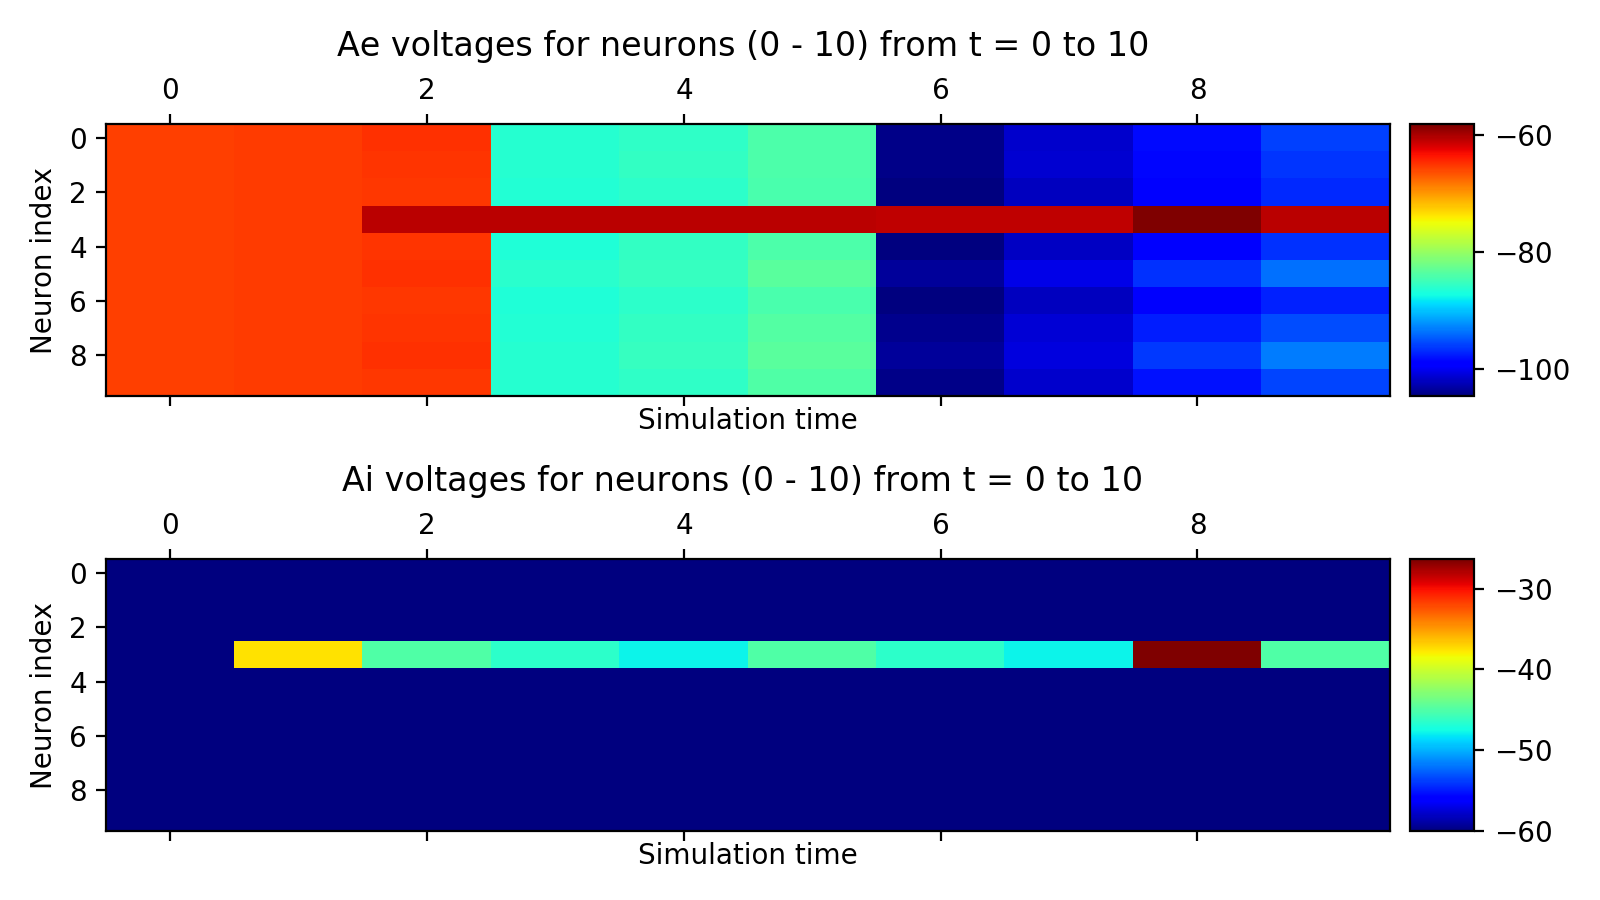 Ae voltages for neurons (0 - 10) from t = 0 to 10
0 2 4 6 8
Neuron index
0
2
4
6
8
−60
−80
−100
Simulation time
Ai voltages for neurons (0 - 10) from t = 0 to 10
0 2 4 6 8
Neuron index
0
2
4
6
8
−30
−40
−50
−60
Simulation time